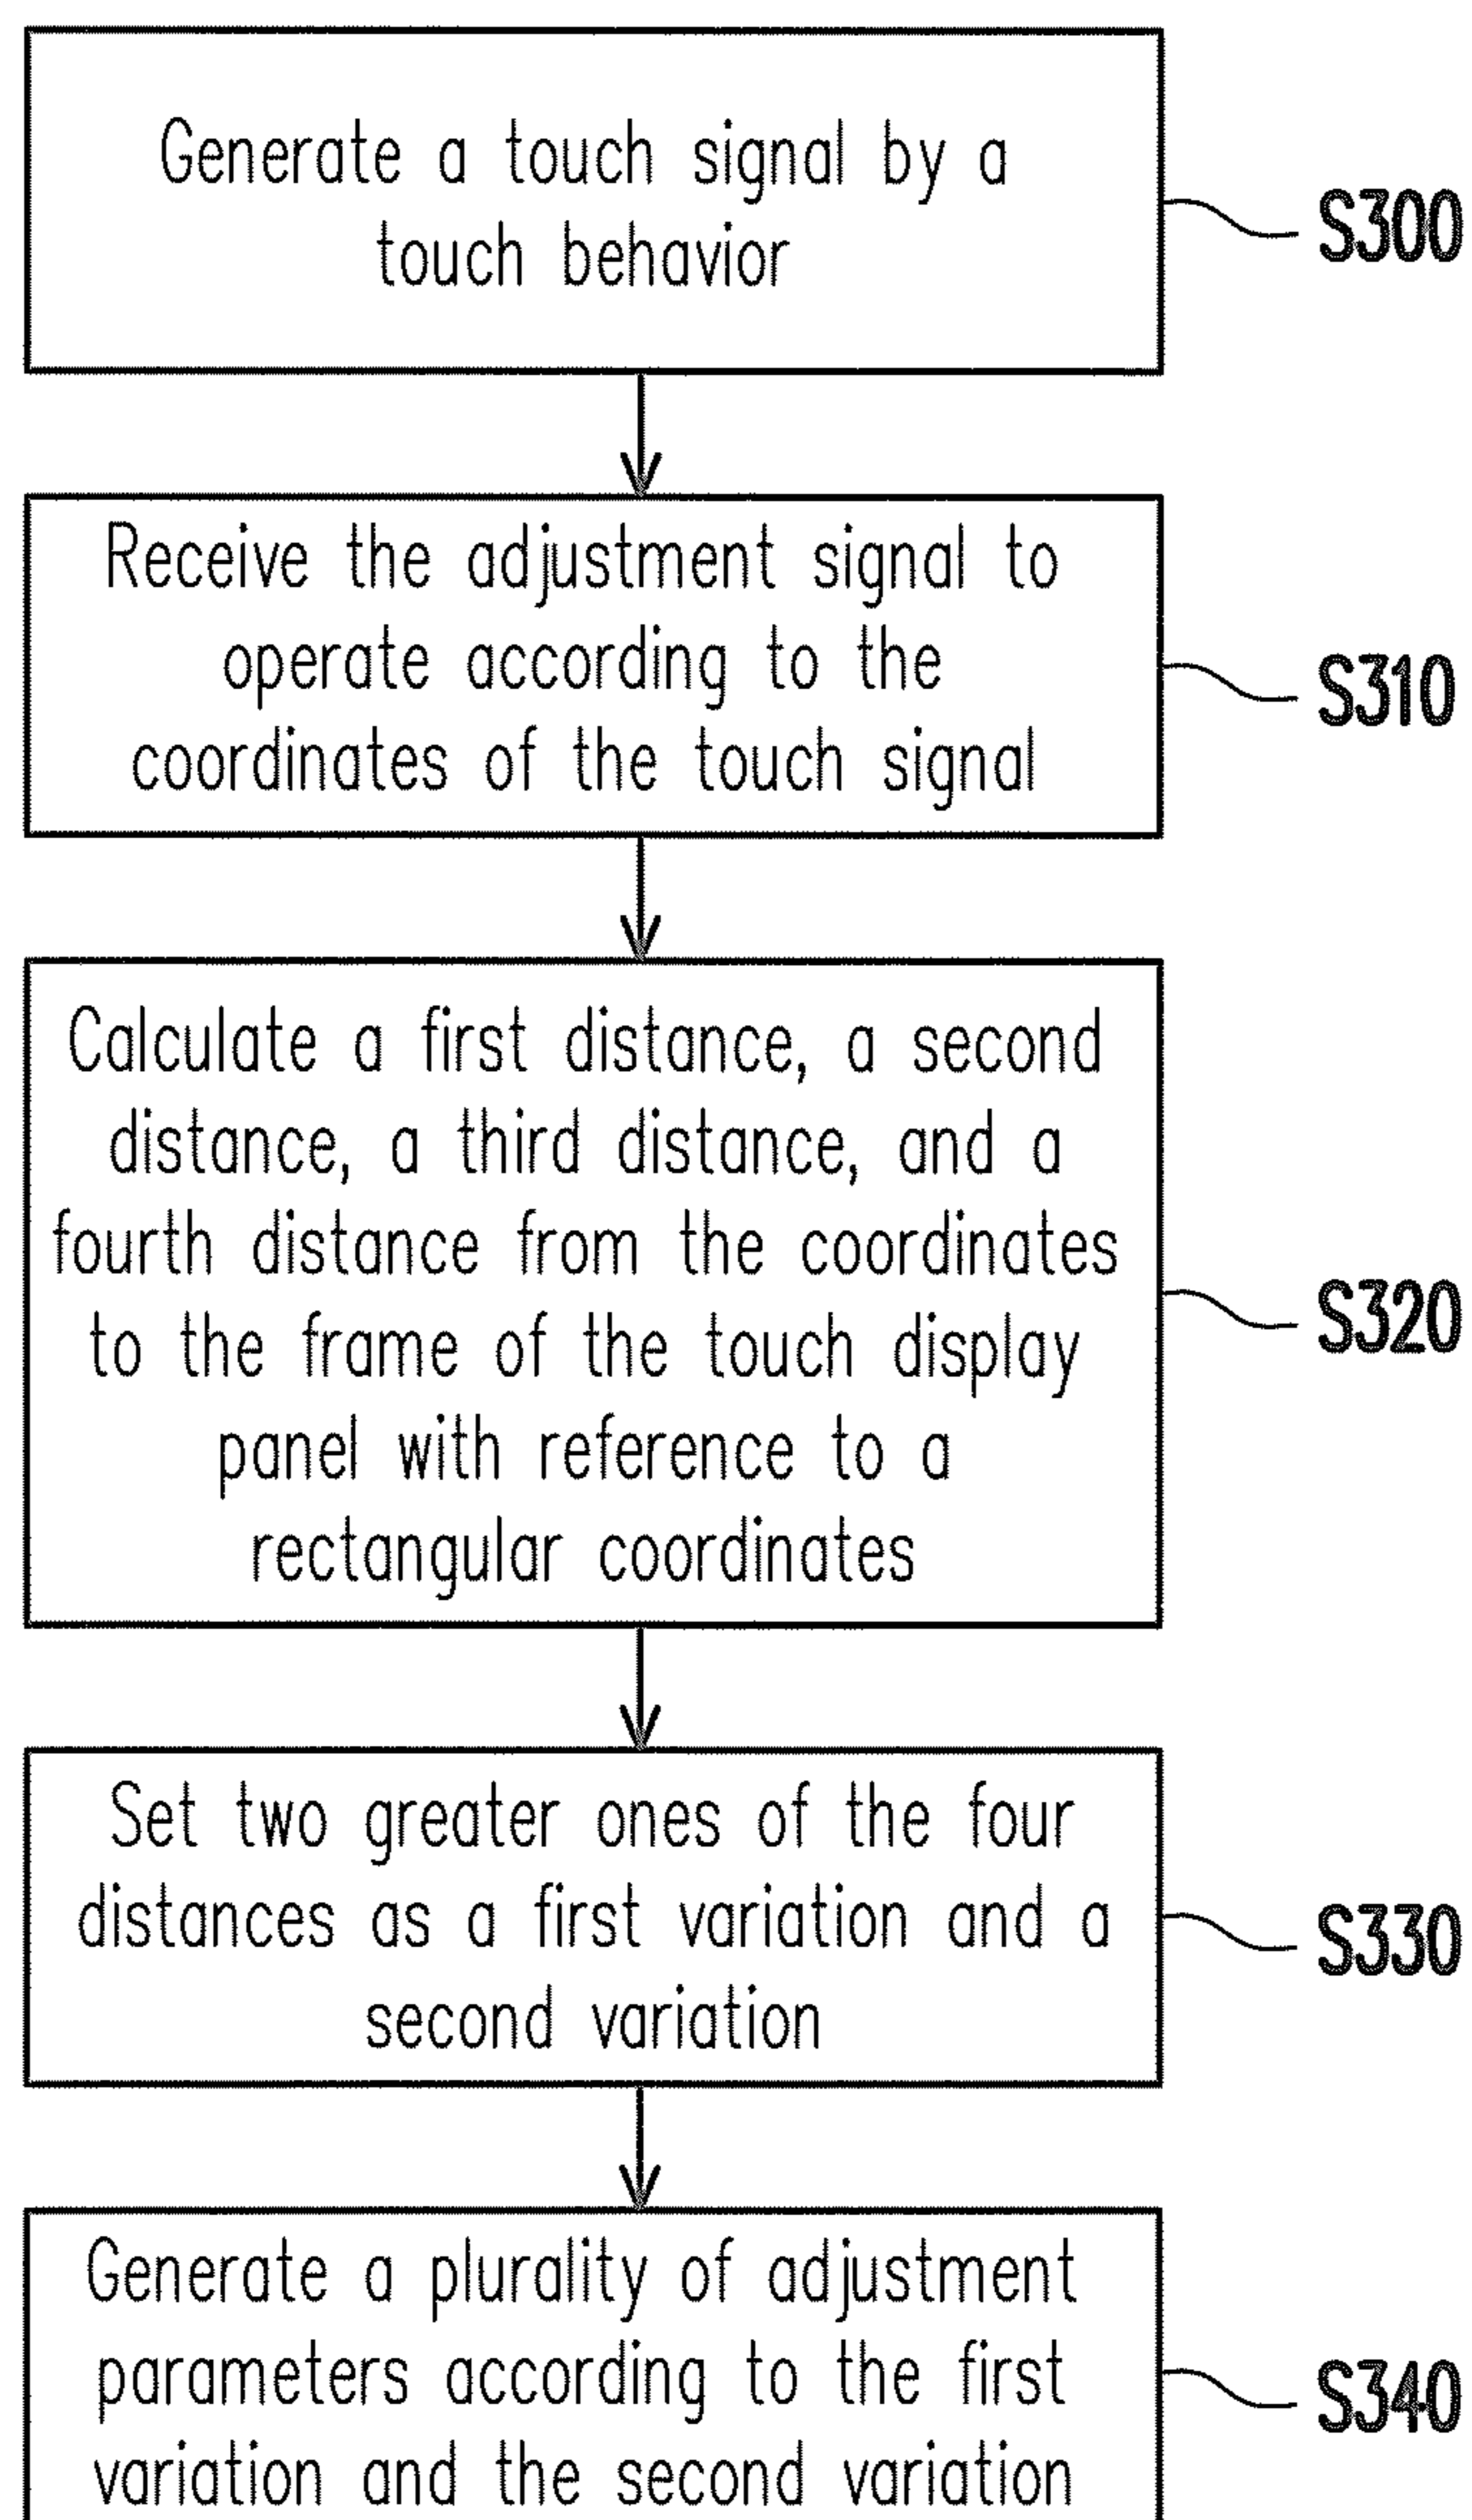 Generate a touch signal by a
touch behavior
S300
Receive the adjustment signal to
operate according to the
coordinates of the touch signal
S310
Calculate a first distance, a second
distance, a third distance, and a
fourth distance from the coordinates
to the frame of the touch display
panel with reference to a
rectangular coordinates
S320
Set two greater ones of the four
distances as a first variation and a
second variation
S330
Generate a plurality of adjustment
parameters according to the first
variation and the second variation
S340